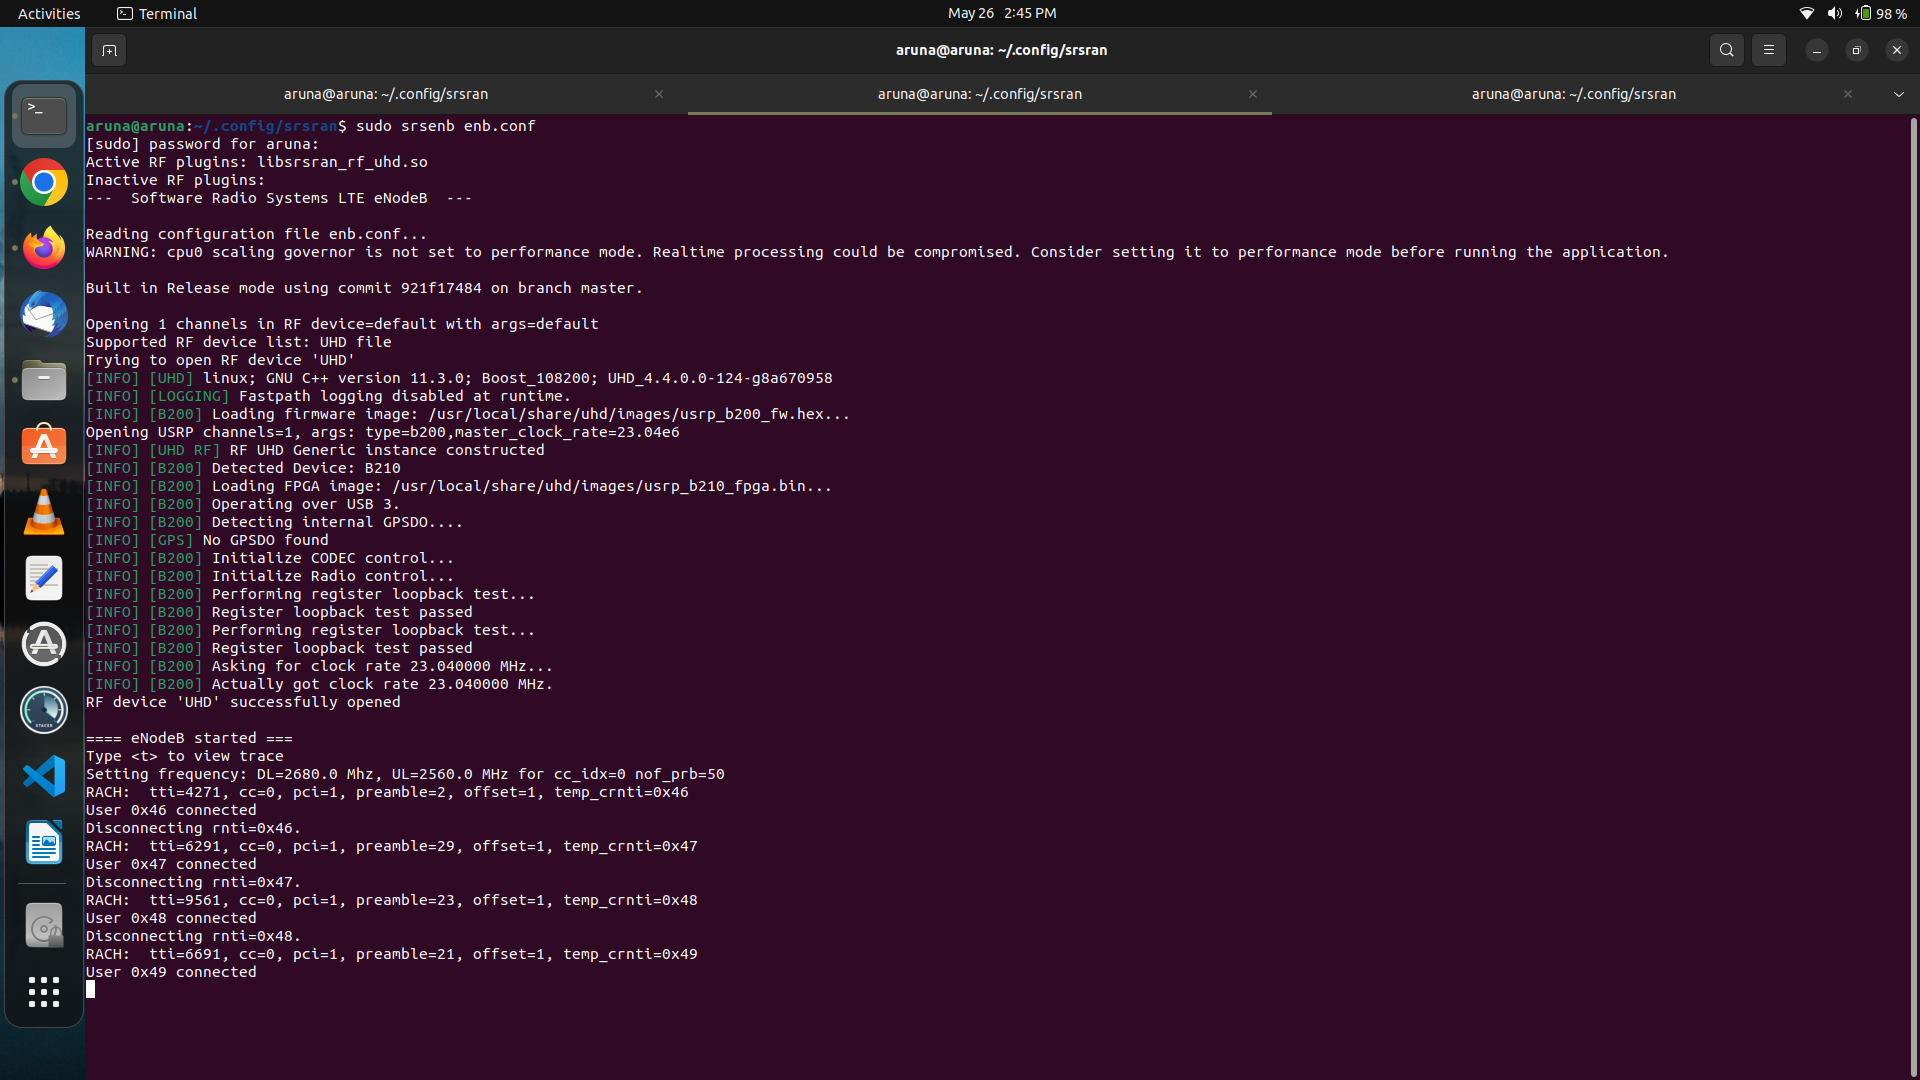 Activities
Terminal
May 26 2:45 PM
98 %
aruna@aruna: ~/.config/srsran
aruna@aruna: ~/.config/srsran
aruna@aruna: ~/.config/srsran
aruna@aruna: ~/.config/srsran
aruna@aruna:~/.config/srsran$ sudo srsenb enb.conf
[sudo] password for aruna:
Active RF plugins: libsrsran_rf_uhd.so
Inactive RF plugins:
---  Software Radio Systems LTE eNodeB  ---
Reading configuration file enb.conf...
WARNING: cpu0 scaling governor is not set to performance mode. Realtime processing could be compromised. Consider setting it to performance mode before running the application.
Built in Release mode using commit 921f17484 on branch master.
Opening 1 channels in RF device=default with args=default
Supported RF device list: UHD file
Trying to open RF device 'UHD'
[INFO] [UHD] linux; GNU C++ version 11.3.0; Boost_108200; UHD_4.4.0.0-124-g8a670958
[INFO] [LOGGING] Fastpath logging disabled at runtime.
[INFO] [B200] Loading firmware image: /usr/local/share/uhd/images/usrp_b200_fw.hex...
Opening USRP channels=1, args: type=b200,master_clock_rate=23.04e6
[INFO] [UHD RF] RF UHD Generic instance constructed
[INFO] [B200] Detected Device: B210
[INFO] [B200] Loading FPGA image: /usr/local/share/uhd/images/usrp_b210_fpga.bin...
[INFO] [B200] Operating over USB 3.
[INFO] [B200] Detecting internal GPSDO....
[INFO] [GPS] No GPSDO found
[INFO] [B200] Initialize CODEC control...
[INFO] [B200] Initialize Radio control...
[INFO] [B200] Performing register loopback test...
[INFO] [B200] Register loopback test passed
[INFO] [B200] Performing register loopback test...
[INFO] [B200] Register loopback test passed
[INFO] [B200] Asking for clock rate 23.040000 MHz...
[INFO] [B200] Actually got clock rate 23.040000 MHz.
RF device 'UHD' successfully opened
==== eNodeB started ===
Type <t> to view trace
Setting frequency: DL=2680.0 Mhz, UL=2560.0 MHz for cc_idx=0 nof_prb=50
RACH:  tti=4271, cc=0, pci=1, preamble=2, offset=1, temp_crnti=0x46
User 0x46 connected
Disconnecting rnti=0x46.
RACH:  tti=6291, cc=0, pci=1, preamble=29, offset=1, temp_crnti=0x47
User 0x47 connected
Disconnecting rnti=0x47.
RACH:  tti=9561, cc=0, pci=1, preamble=23, offset=1, temp_crnti=0x48
User 0x48 connected
Disconnecting rnti=0x48.
RACH:  tti=6691, cc=0, pci=1, preamble=21, offset=1, temp_crnti=0x49
User 0x49 connected
STACER